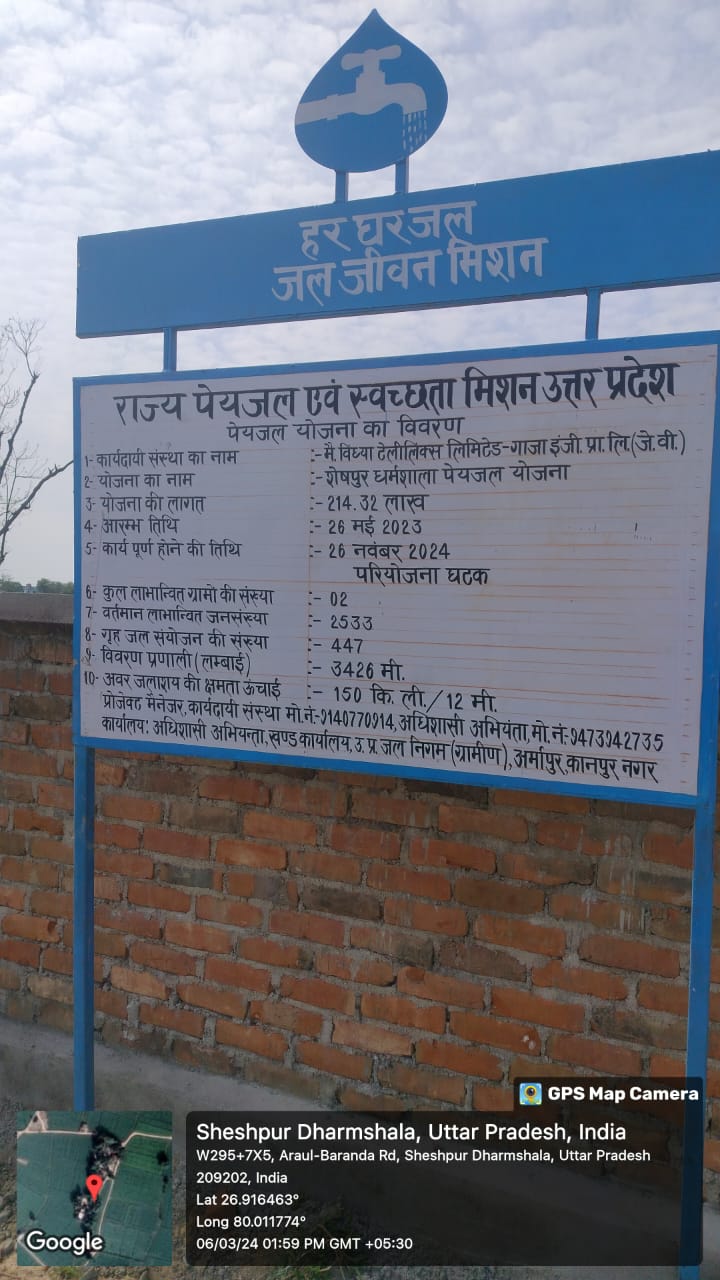 हर घर जल
जल जीवन मिशन
राज्य पेयजल एवं स्वच्छता मिशन उत्तर प्रदेश
पेयजल योजना का विवरण
1- कार्यदायी संस्था का नाम :- मै. विध्या टेलीलिंक्स लिमिटेड-गाजा इंजी. प्रा. लि. (जे. वी.)
2- योजना का नाम :- शेषपुर धर्मशाला पेयजल योजना
3- योजना की लागत :- 214.32 लाख
4- आरम्भ तिथि :- 26 मई 2023
5- कार्य पूर्ण होने की तिथि :- 26 नवंबर 2024
परियोजना घटक
6- कुल लाभान्वित ग्रामों की संख्या :- 02
7- वर्तमान लाभान्वित जनसंख्या :- 2533
8- गृह जल संयोजन की संख्या :- 447
9- विवरण प्रणाली (लम्बाई) :- 3426 मी.
10- अवर जलाशय की क्षमता ऊंचाई :- 150 कि. ली./12 मी.
प्रोजेक्ट मैनेजर, कार्यदायी संस्था मो.नं:-9140770914, अधिशासी अभियंता, मो.नं:-9473942735
कार्यालय: अधिशासी अभियन्ता, खण्ड कार्यालय, उ. प्र. जल निगम (ग्रामीण), अर्मापुर, कानपुर नगर
GPS Map Camera
Sheshpur Dharmshala, Uttar Pradesh, India
W295+7X5, Araul-Baranda Rd, Sheshpur Dharmshala, Uttar Pradesh
209202, India
Lat 26.916463°
Long 80.011774°
06/03/24 01:59 PM GMT +05:30
Google